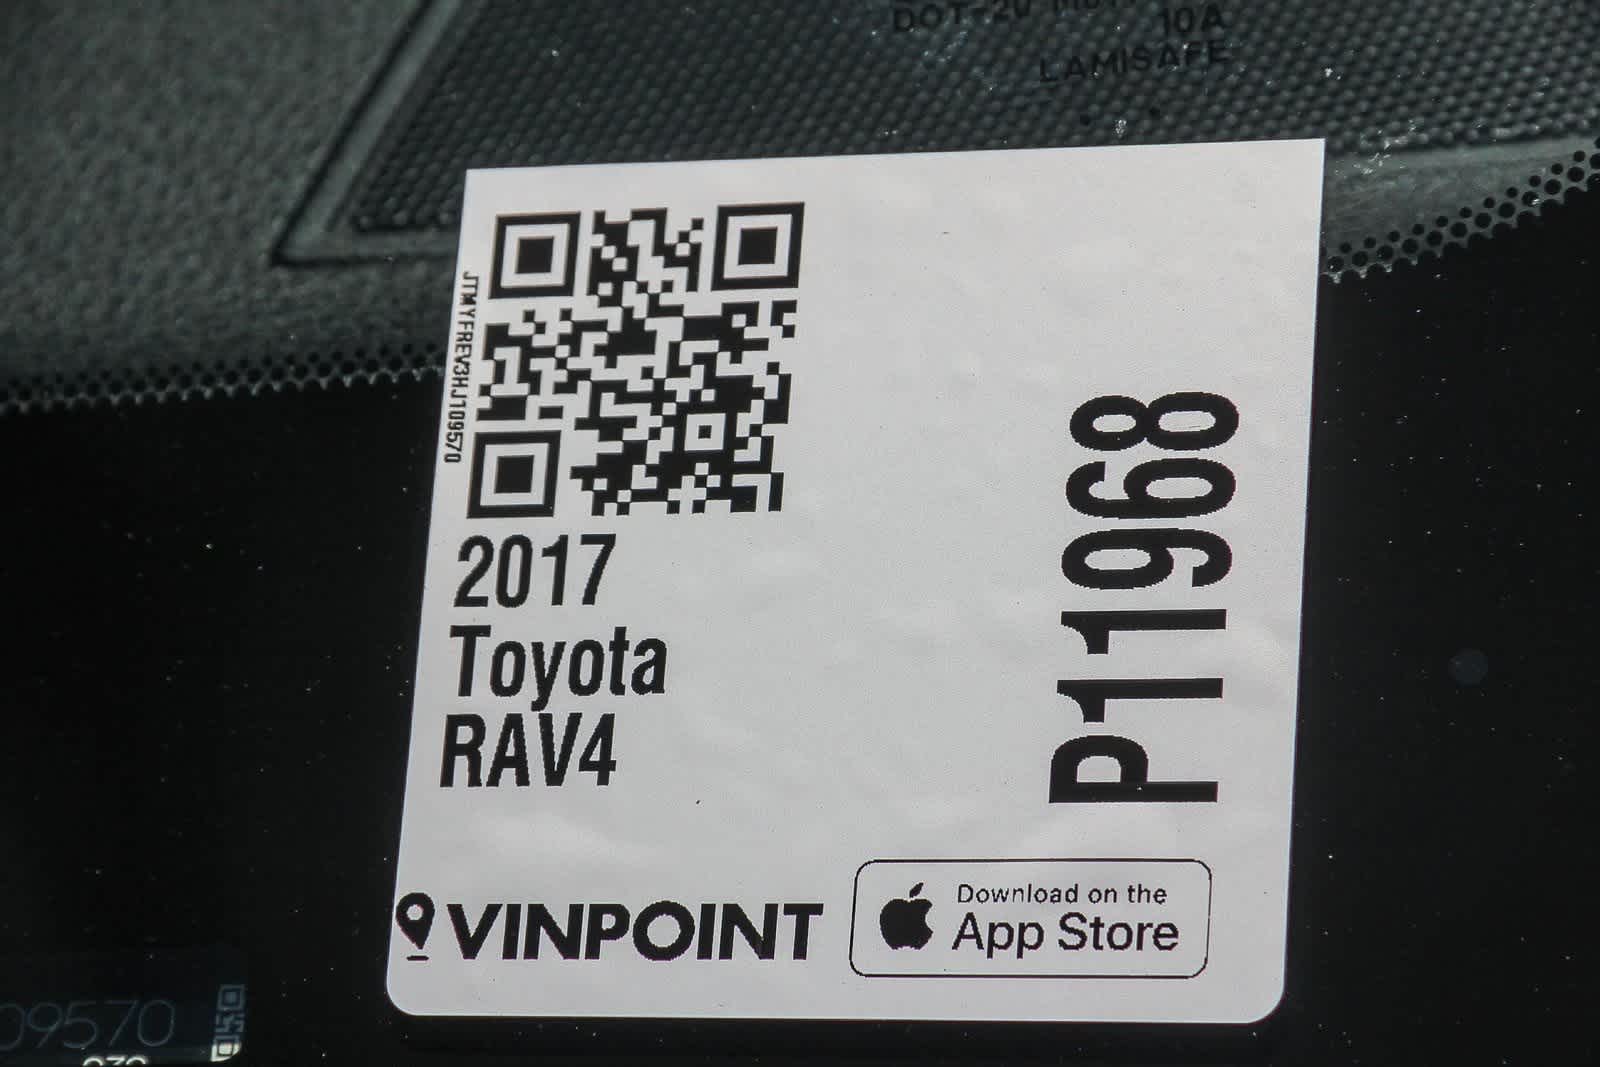 DOT-20
10A
LAMISAFE
JTMYFREV3HJ109570
2017
Toyota
RAV4
P11968
VINPOINT
Download on the
App Store
09570